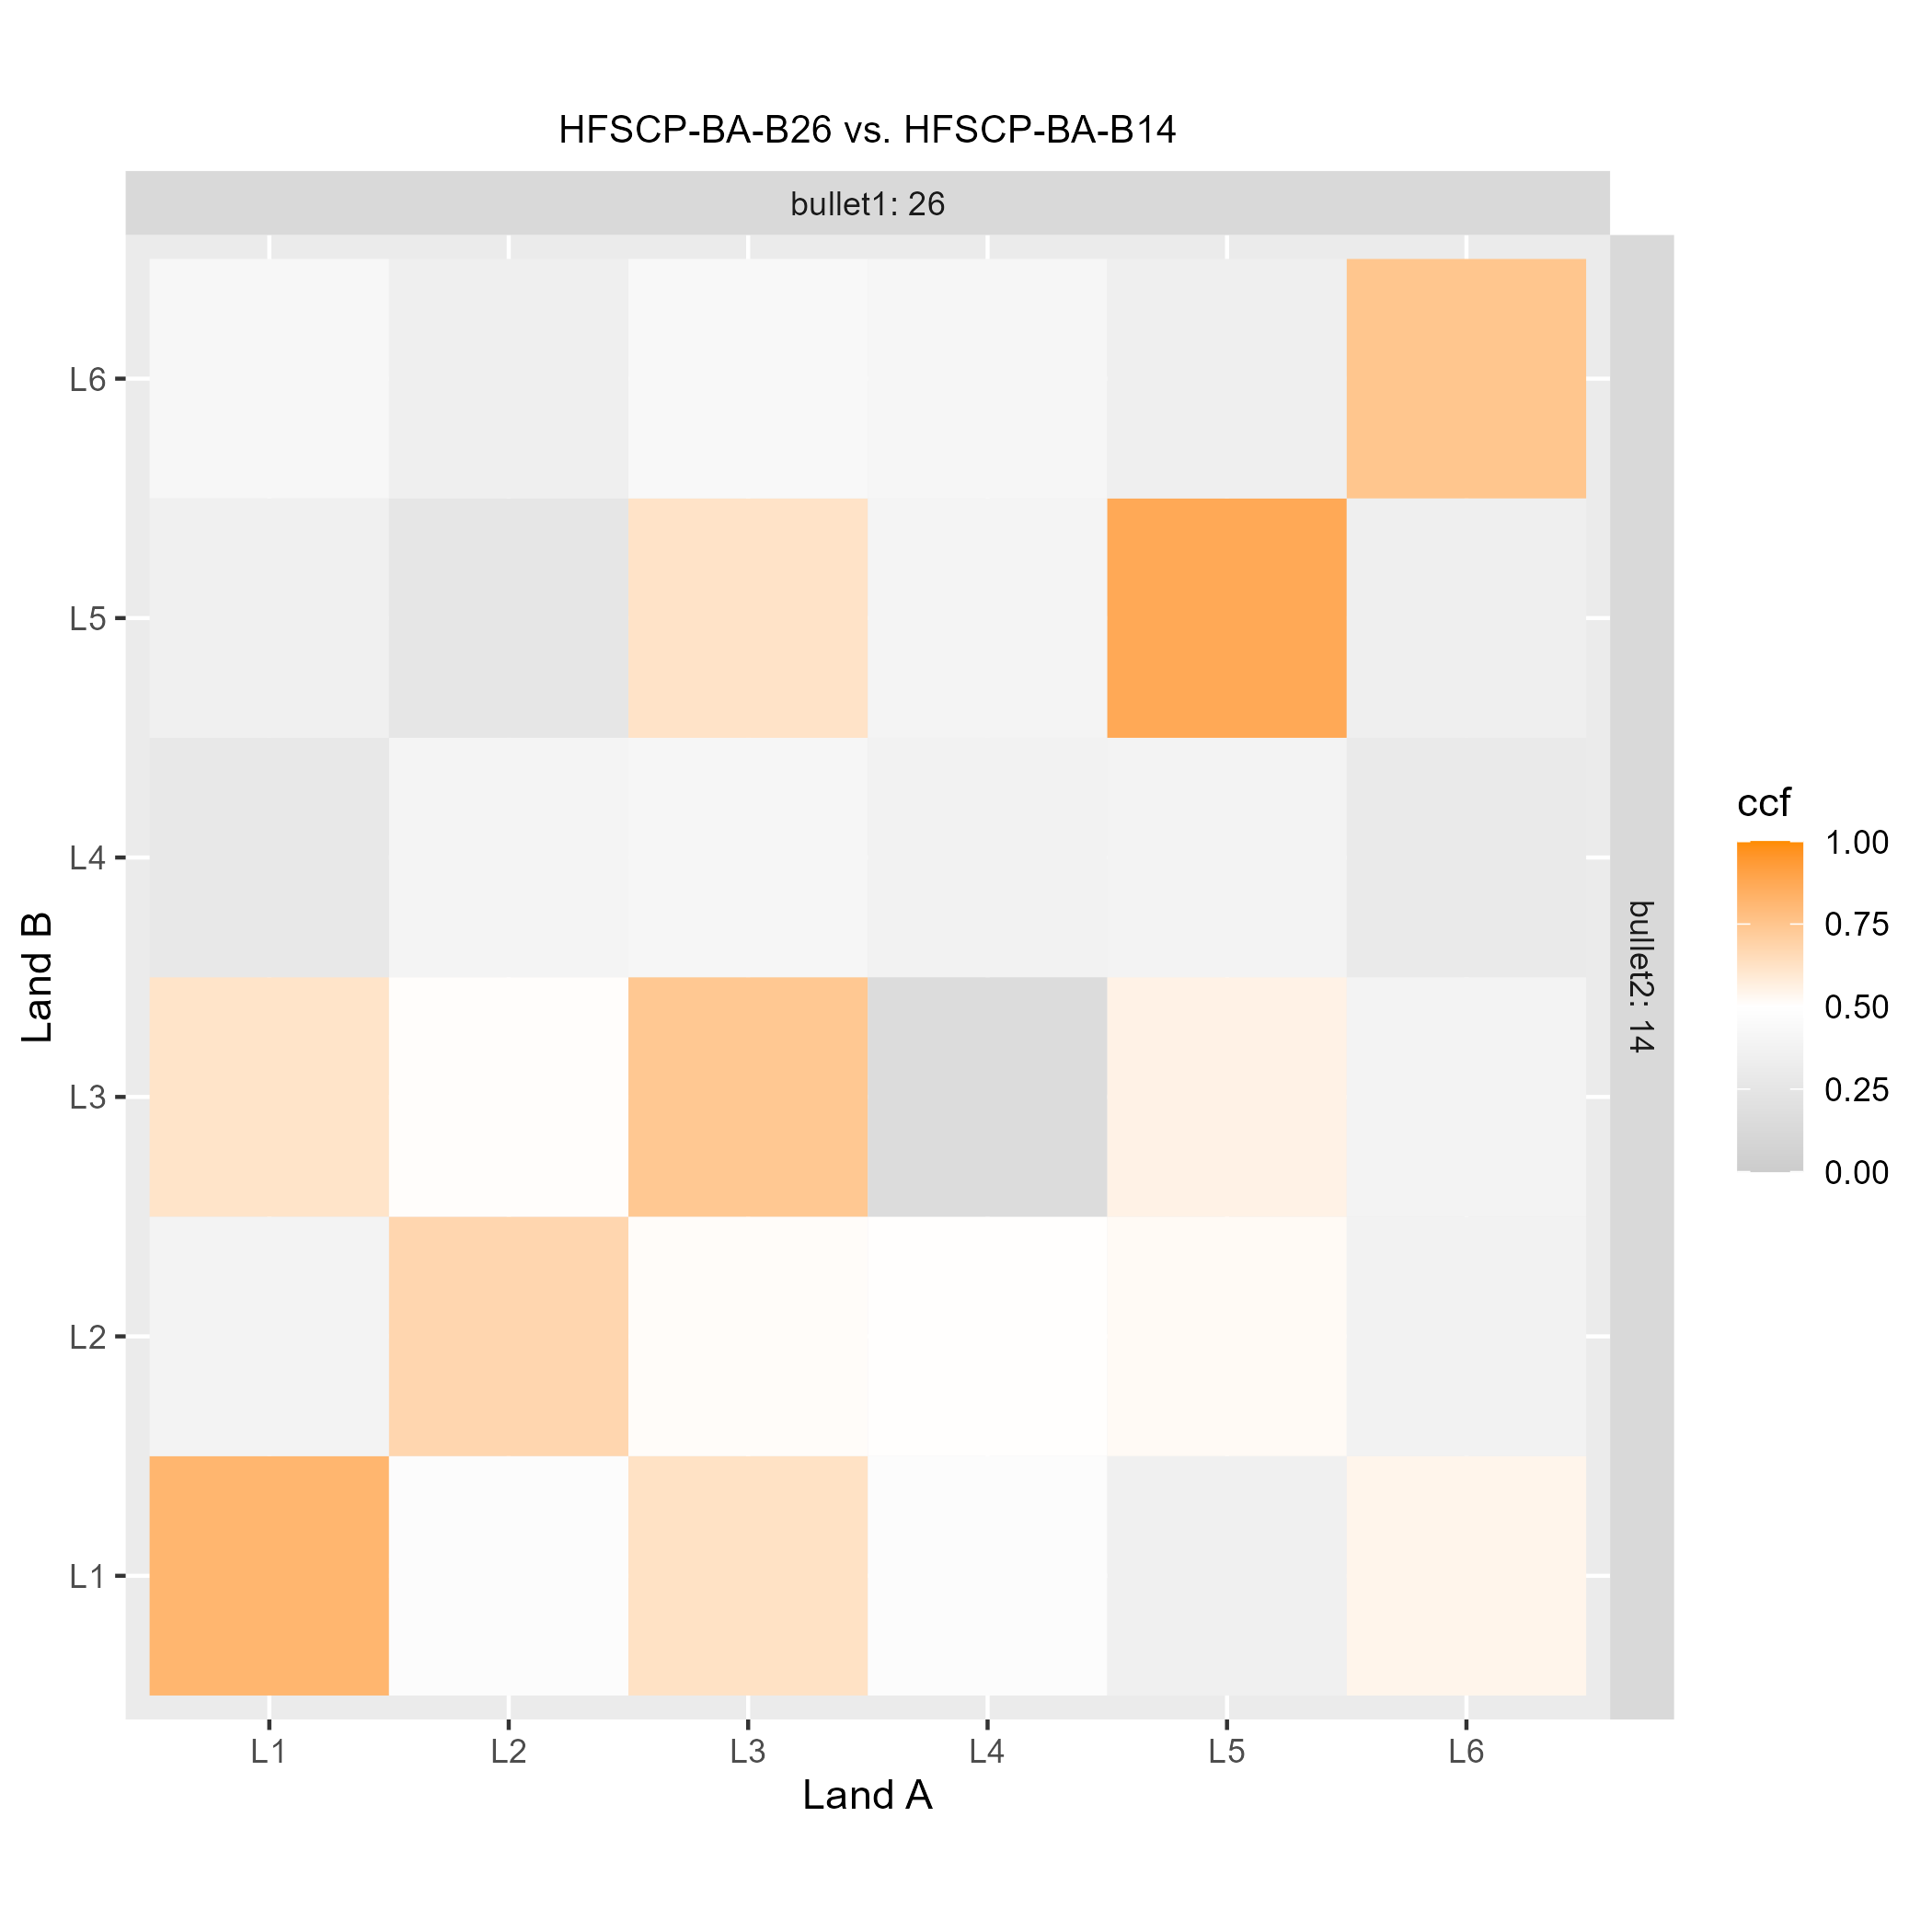 HFSCP-BA-B26 vs. HFSCP-BA-B14
bullet1: 26
L6
L5
L4
L3
L2
L1
Land B
bullet2: 14
ccf
1.00
0.75
0.50
0.25
0.00
L1 L2 L3 L4 L5 L6
Land A